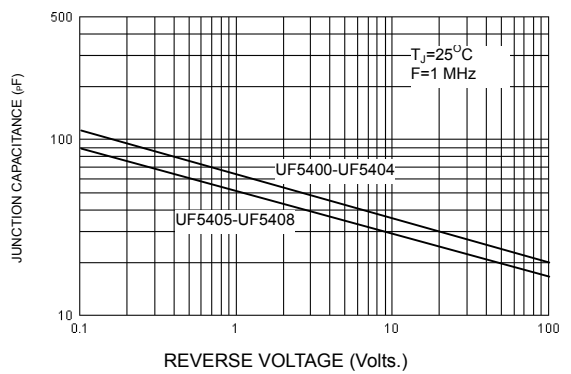 500
T_J=25°C
F=1 MHz
JUNCTION CAPACITANCE (pF)
100
UF5400-UF5404
UF5405-UF5408
10
0.1
1
10
100
REVERSE VOLTAGE (Volts.)